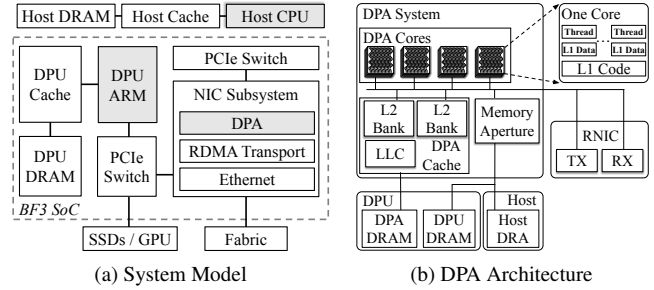 Host DRAM Host Cache Host CPU
DPU Cache
DPU ARM
PCIe Switch
NIC Subsystem
DPA
RDMA Transport
Ethernet
DPU DRAM
PCIe Switch
BF3 SoC
SSDs / GPU
Fabric
(a) System Model
DPA System
DPA Cores
One Core
Thread Thread
... ...
L1 Data L1 Data
L1 Code
L2 Bank
L2 Bank
Memory Aperture
LLC
DPA Cache
RNIC
TX RX
DPU
DPA DRAM
DPU DRAM
Host
Host DRA
(b) DPA Architecture